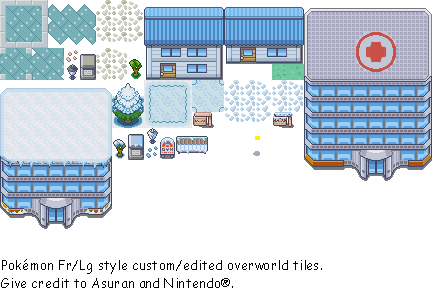 Pokémon Fr/Lg style custom/edited overworld tiles.
Give credit to Asuran and Nintendo®.